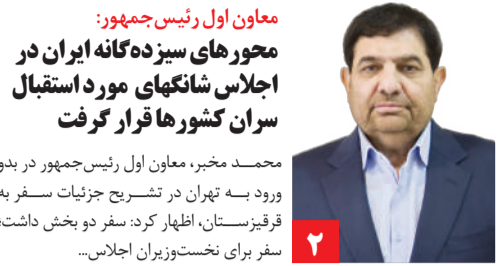 معاون اول رئیس‌جمهور:
محورهای سیزده‌گانه ایران در
اجلاس شانگهای مورد استقبال
سران کشورها قرار گرفت
محمد مخبر، معاون اول رئیس‌جمهور در بدو
ورود به تهران در تشریح جزئیات سفر به
قرقیزستان، اظهار کرد: سفر دو بخش داشت،
سفر برای نخست‌وزیران اجلاس...
۲